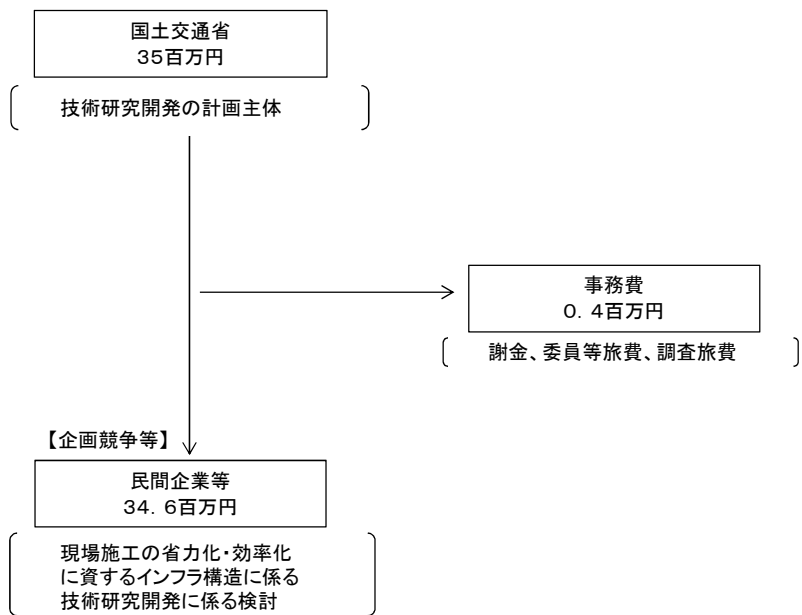 国土交通省
35百万円
技術研究開発の計画主体
事務費
0.4百万円
謝金、委員等旅費、調査旅費
【企画競争等】
民間企業等
34.6百万円
現場施工の省力化・効率化
に資するインフラ構造に係る
技術研究開発に係る検討